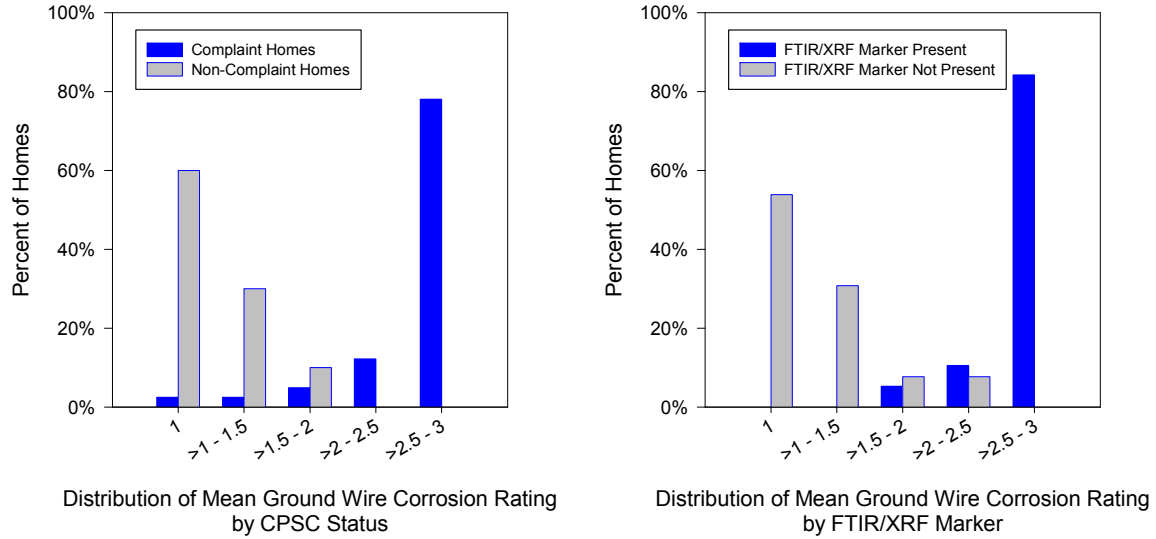 100%
80%
60%
40%
20%
0%
Percent of Homes
Complaint Homes
Non-Complaint Homes
1
>1 - 1.5
>1.5 - 2
>2 - 2.5
>2.5 - 3
Distribution of Mean Ground Wire Corrosion Rating
by CPSC Status
100%
80%
60%
40%
20%
0%
Percent of Homes
FTIR/XRF Marker Present
FTIR/XRF Marker Not Present
1
>1 - 1.5
>1.5 - 2
>2 - 2.5
>2.5 - 3
Distribution of Mean Ground Wire Corrosion Rating
by FTIR/XRF Marker